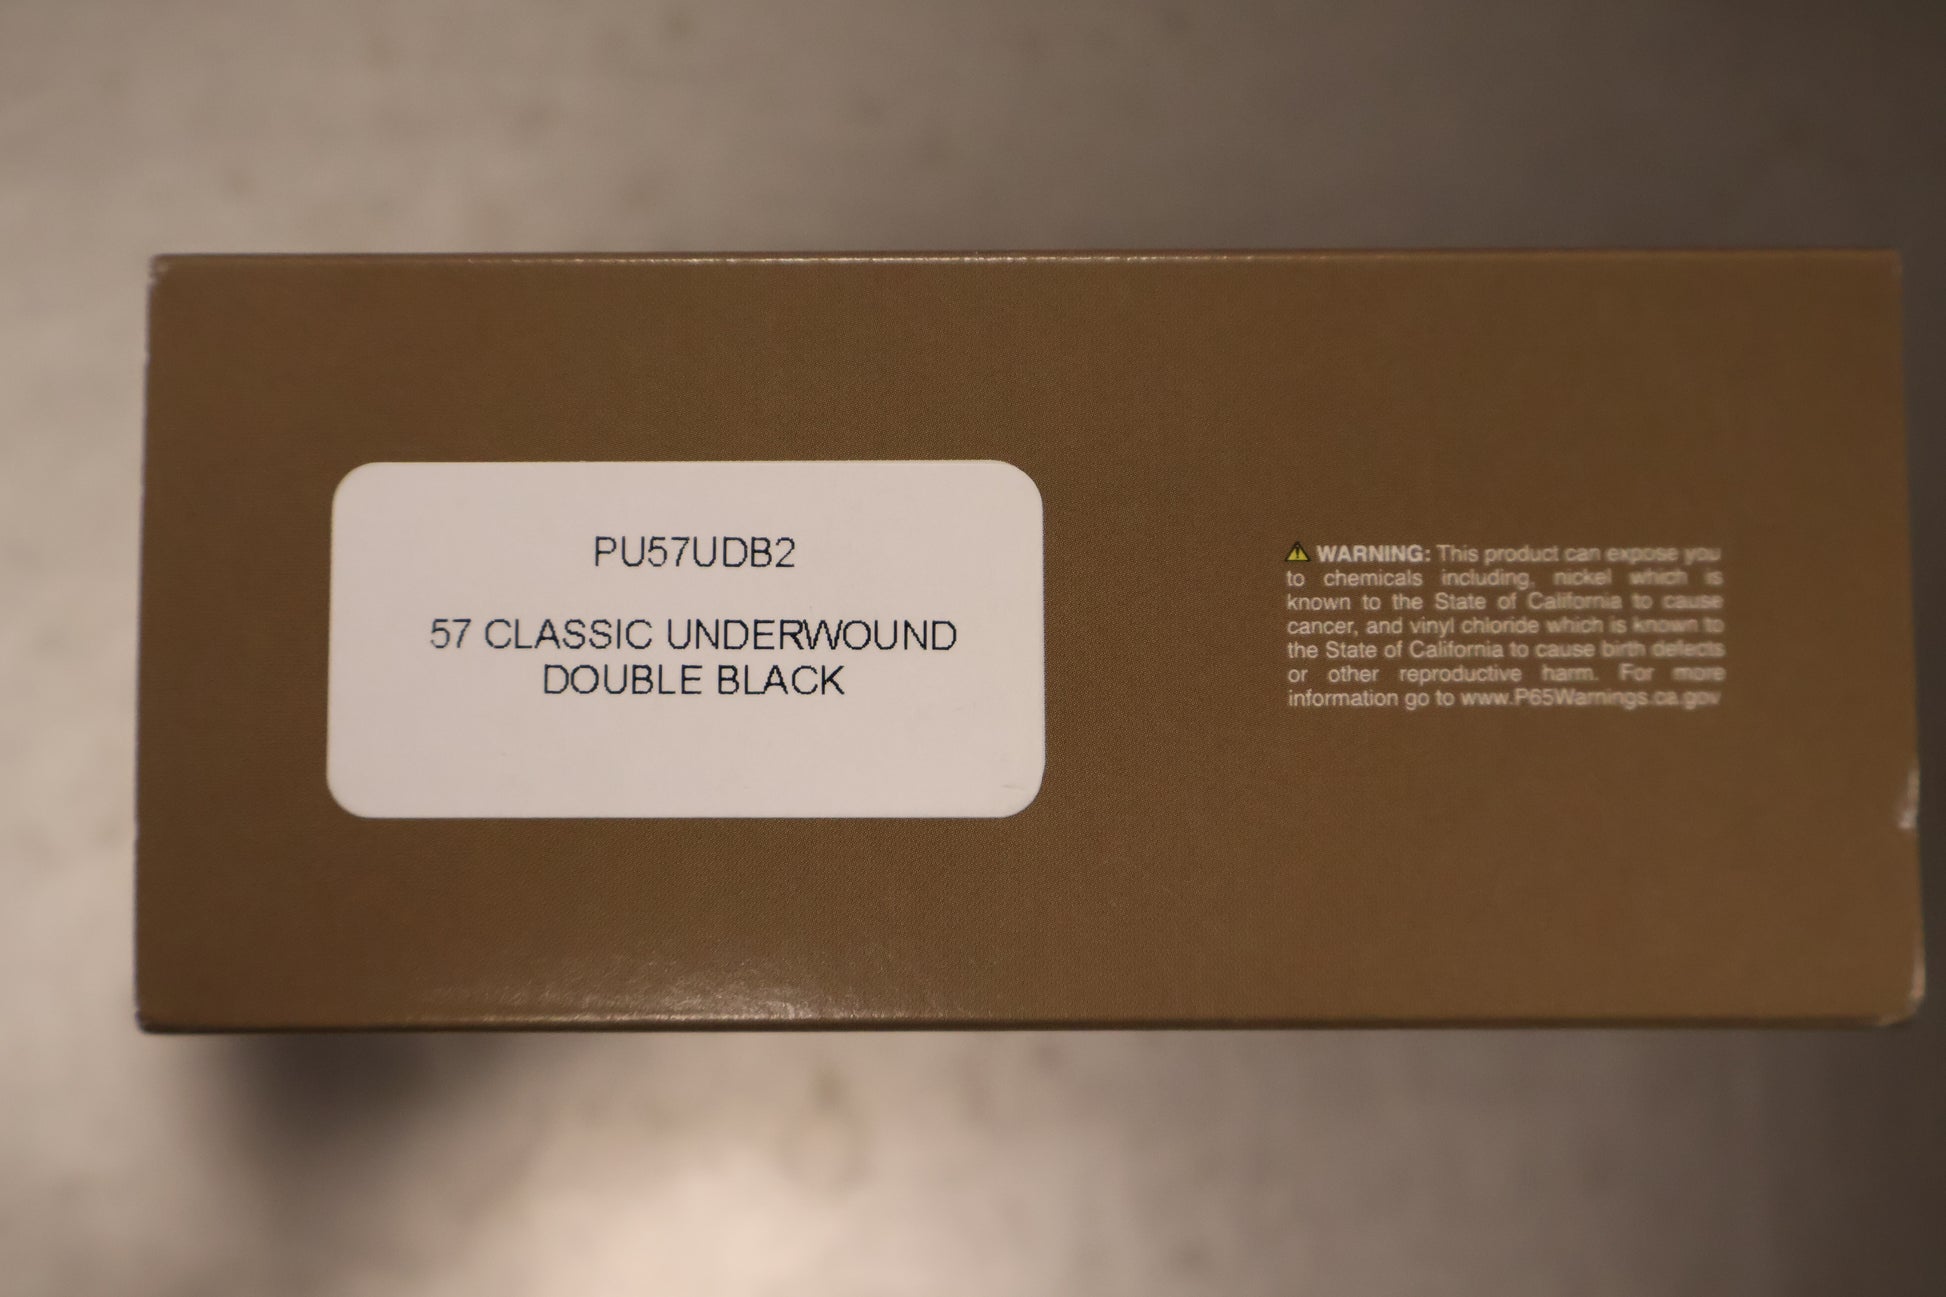 PU57UDB2
57 CLASSIC UNDERWOUND
DOUBLE BLACK
WARNING: This product can expose you
to chemicals including, nickel which is
known to the State of California to cause
cancer, and vinyl chloride which is known to
the State of California to cause birth defects
or other reproductive harm. For more
information go to www.P65Warnings.ca.gov